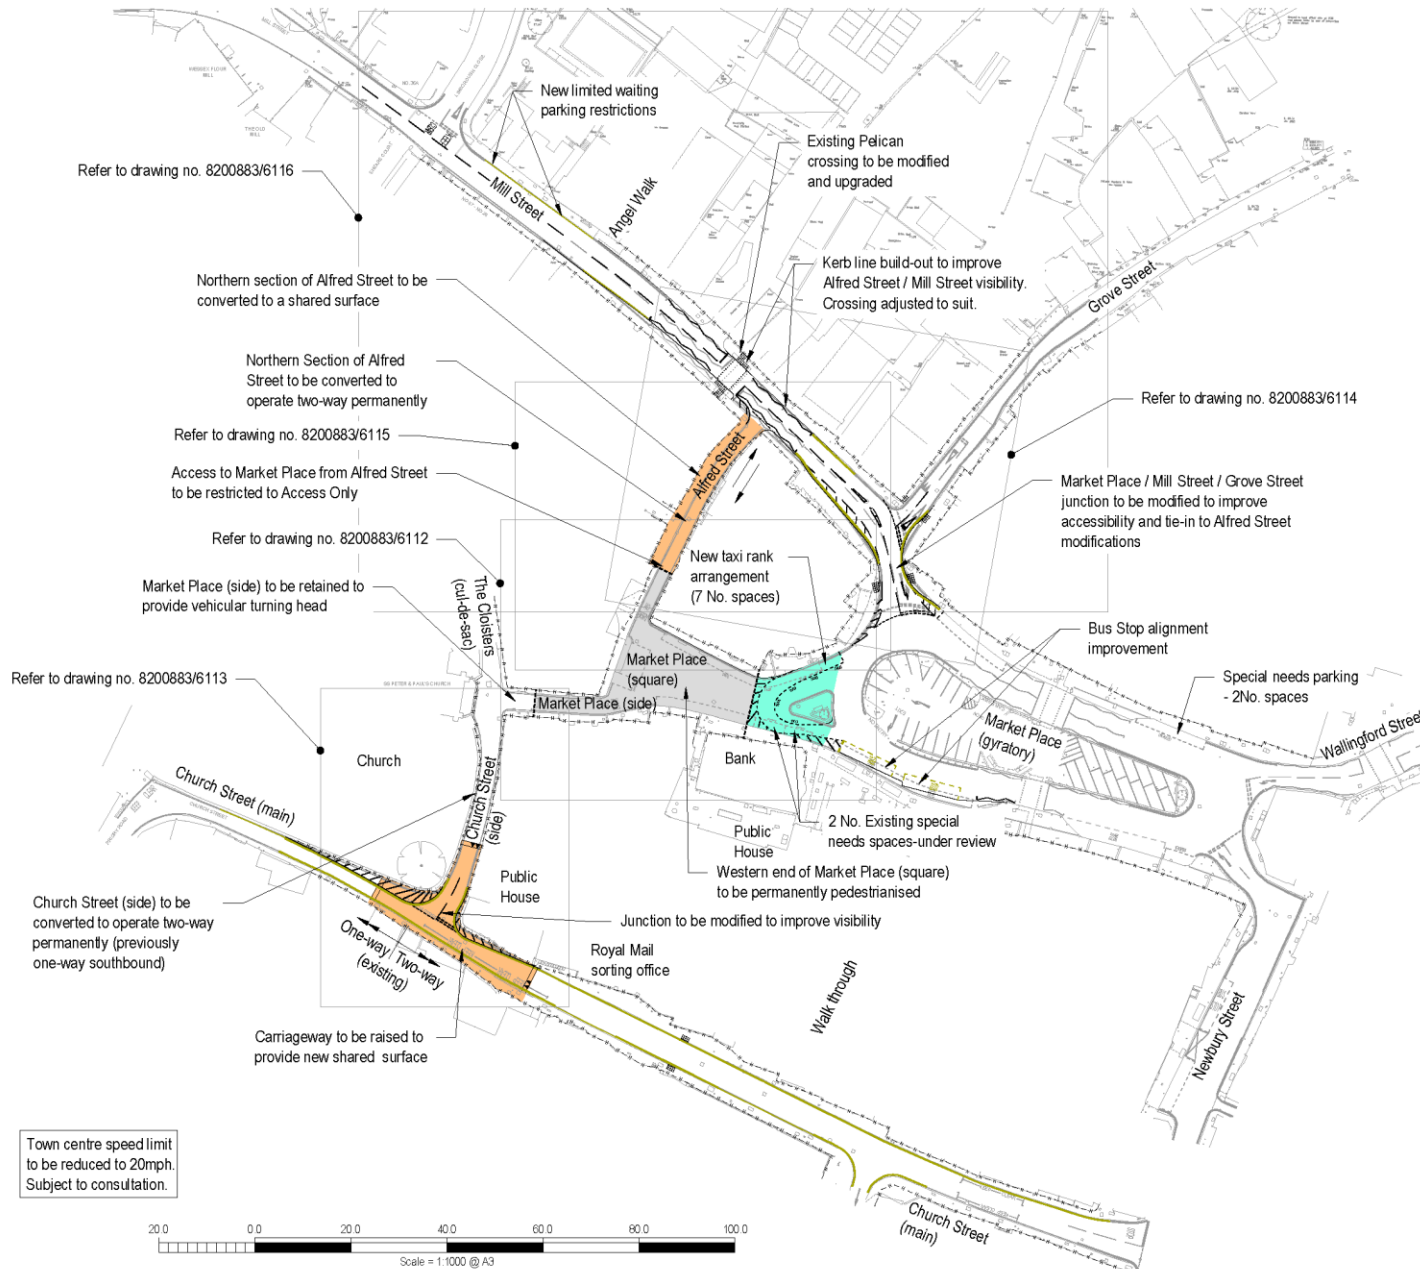 MILL STREET
New limited waiting
parking restrictions
Existing Pelican
crossing to be modified
and upgraded
Refer to drawing no. 8200883/6116
Mill Street
Angel Walk
Kerb line build-out to improve
Alfred Street / Mill Street visibility.
Crossing adjusted to suit.
Grove Street
Northern section of Alfred Street to be
converted to a shared surface
Northern Section of Alfred
Street to be converted to
operate two-way permanently
Refer to drawing no. 8200883/6114
Refer to drawing no. 8200883/6115
Alfred Street
Access to Market Place from Alfred Street
to be restricted to Access Only
Market Place / Mill Street / Grove Street
junction to be modified to improve
accessibility and tie-in to Alfred Street
modifications
Refer to drawing no. 8200883/6112
New taxi rank
arrangement
(7 No. spaces)
Market Place (side) to be retained to
provide vehicular turning head
The Cloisters
(cul-de-sac)
Bus Stop alignment
improvement
Market Place
(square)
Refer to drawing no. 8200883/6113
Special needs parking
- 2No. spaces
Market Place (side)
Market Place
(gyratory)
Wallingford Street
Church
Bank
Church Street (main)
CHURCH STREET
Church Street
(side)
Public
House
2 No. Existing special
needs spaces-under review
Western end of Market Place (square)
to be permanently pedestrianised
Public
House
Church Street (side) to be
converted to operate two-way
permanently (previously
one-way southbound)
Junction to be modified to improve visibility
One-way Two-way
(existing)
Royal Mail
sorting office
Walk through
Newbury Street
Carriageway to be raised to
provide new shared surface
Town centre speed limit
to be reduced to 20mph.
Subject to consultation.
Church Street
(main)
20.0 0.0 20.0 40.0 60.0 80.0 100.0
Scale = 1:1000 @ A3